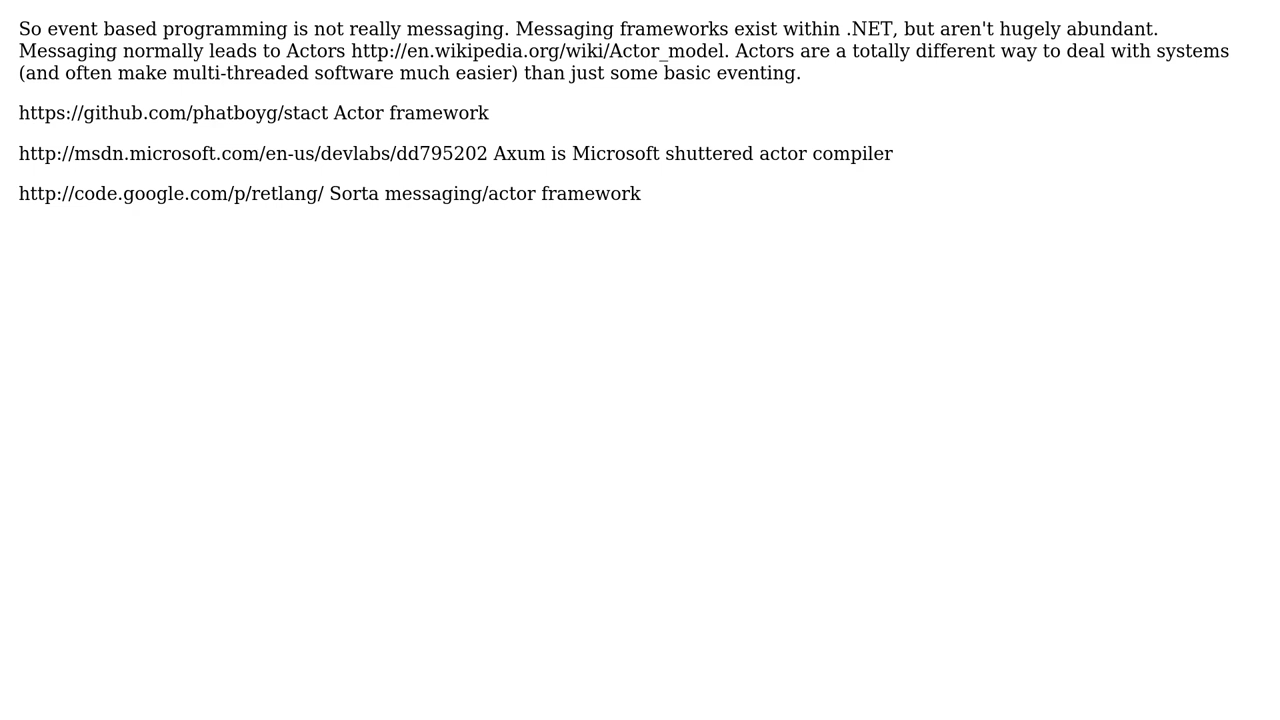 So event based programming is not really messaging. Messaging frameworks exist within .NET, but aren't hugely abundant.
Messaging normally leads to Actors http://en.wikipedia.org/wiki/Actor_model. Actors are a totally different way to deal with systems
(and often make multi-threaded software much easier) than just some basic eventing.
https://github.com/phatboyg/stact Actor framework
http://msdn.microsoft.com/en-us/devlabs/dd795202 Axum is Microsoft shuttered actor compiler
http://code.google.com/p/retlang/ Sorta messaging/actor framework